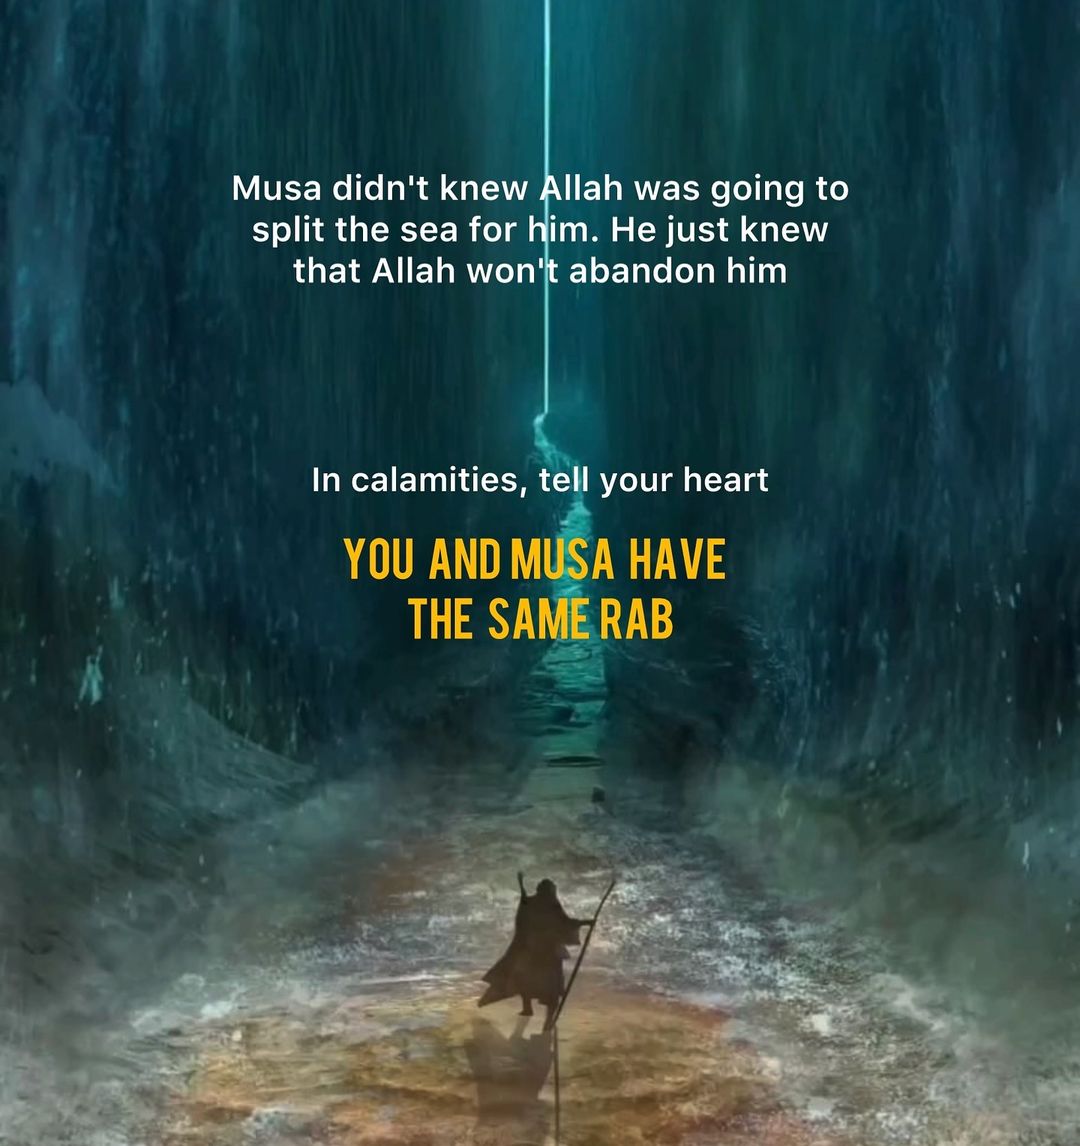 Musa didn't knew Allah was going to
split the sea for him. He just knew
that Allah won't abandon him
In calamities, tell your heart
YOU AND MUSA HAVE
THE SAME RAB